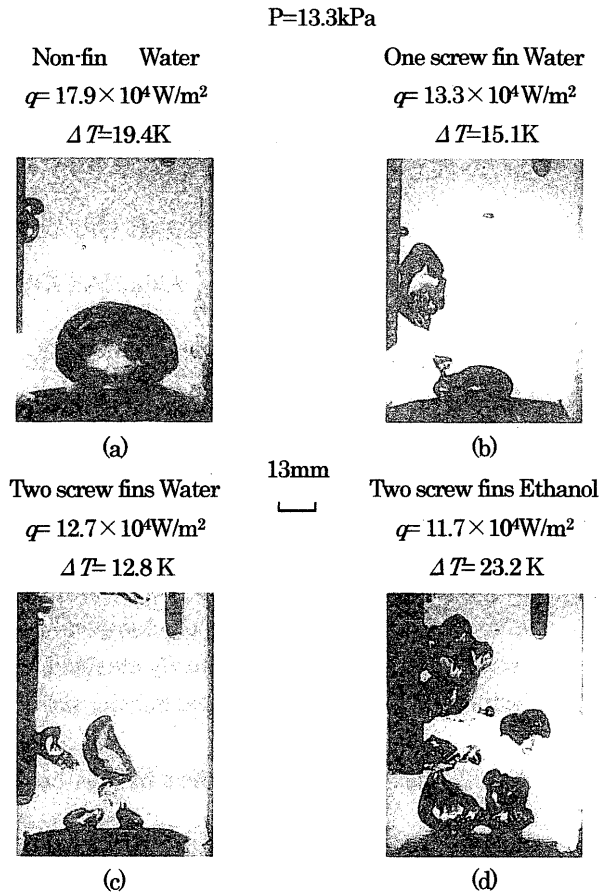 P=13.3kPa
Non-fin Water
q= 17.9×10⁴W/m²
ΔT=19.4K
(a)
One screw fin Water
q= 13.3×10⁴W/m²
ΔT=15.1K
(b)
13mm
Two screw fins Water
q= 12.7×10⁴W/m²
ΔT= 12.8 K
(c)
Two screw fins Ethanol
q= 11.7×10⁴W/m²
ΔT= 23.2 K
(d)